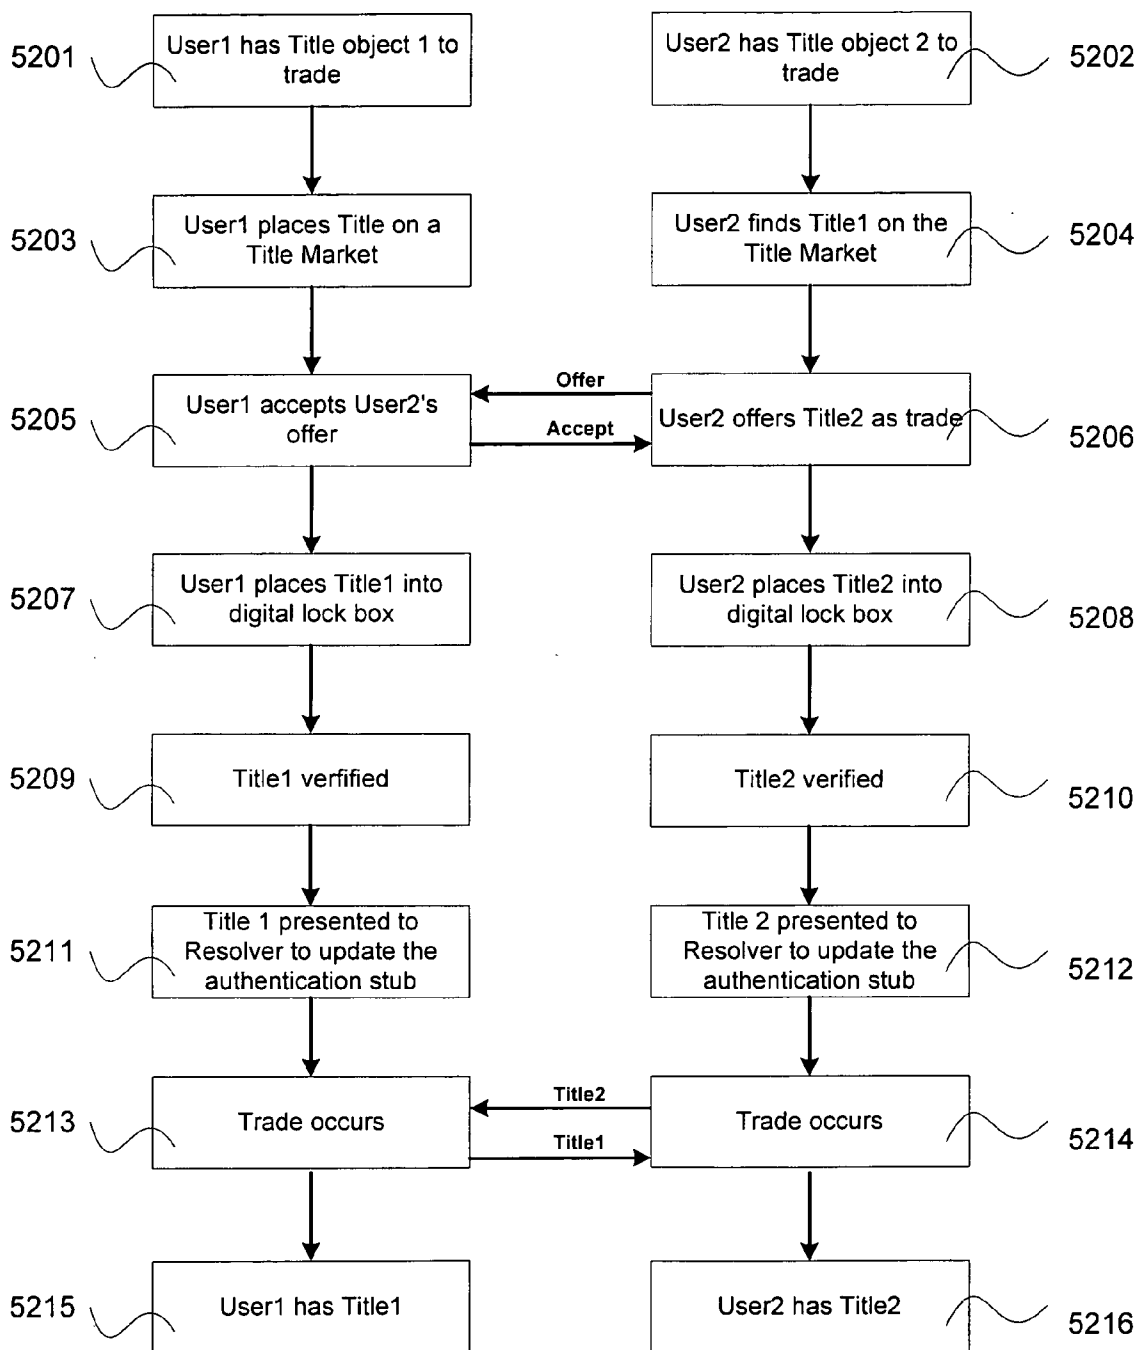 5201
User1 has Title object 1 to
trade
User2 has Title object 2 to
trade
5202
5203
User1 places Title on a
Title Market
User2 finds Title1 on the
Title Market
5204
5205
User1 accepts User2's
offer
Offer
Accept
User2 offers Title2 as trade
5206
5207
User1 places Title1 into
digital lock box
User2 places Title2 into
digital lock box
5208
5209
Title1 verfified
Title2 verified
5210
5211
Title 1 presented to
Resolver to update the
authentication stub
Title 2 presented to
Resolver to update the
authentication stub
5212
5213
Trade occurs
Title2
Title1
Trade occurs
5214
5215
User1 has Title1
User2 has Title2
5216